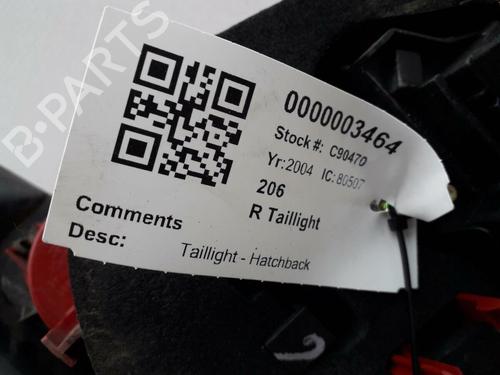 B-PARTS
0000003464
Stock #: C90470
Yr:2004 IC:80507
206
R Taillight
Comments
Desc: Taillight - Hatchback